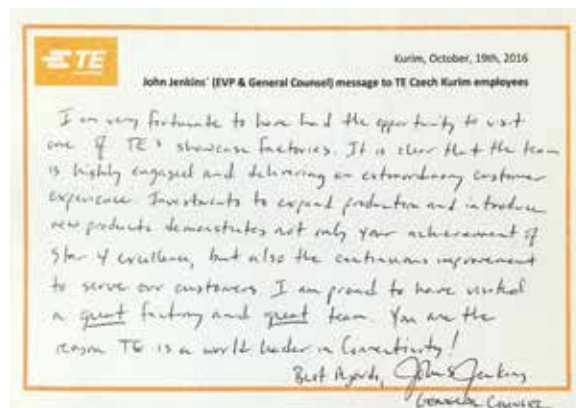 TE
Kurim, October, 19th, 2016
John Jenkins' (EVP & General Counsel) message to TE Czech Kurim employees
I am very fortunate to have had the opportunity to visit
one of TE's showcase factories. It is clear that the team
is highly engaged and delivering an extraordinary customer
experience. Investments to expand production and introduce
new products demonstrates not only your achievement of
Star 4 excellence, but also the continuous improvement
to serve our customers. I am proud to have visited
a great factory and great team. You are the
reason TE is a world leader in Connectivity!
Best Regards, John S Jenkins
General Counsel